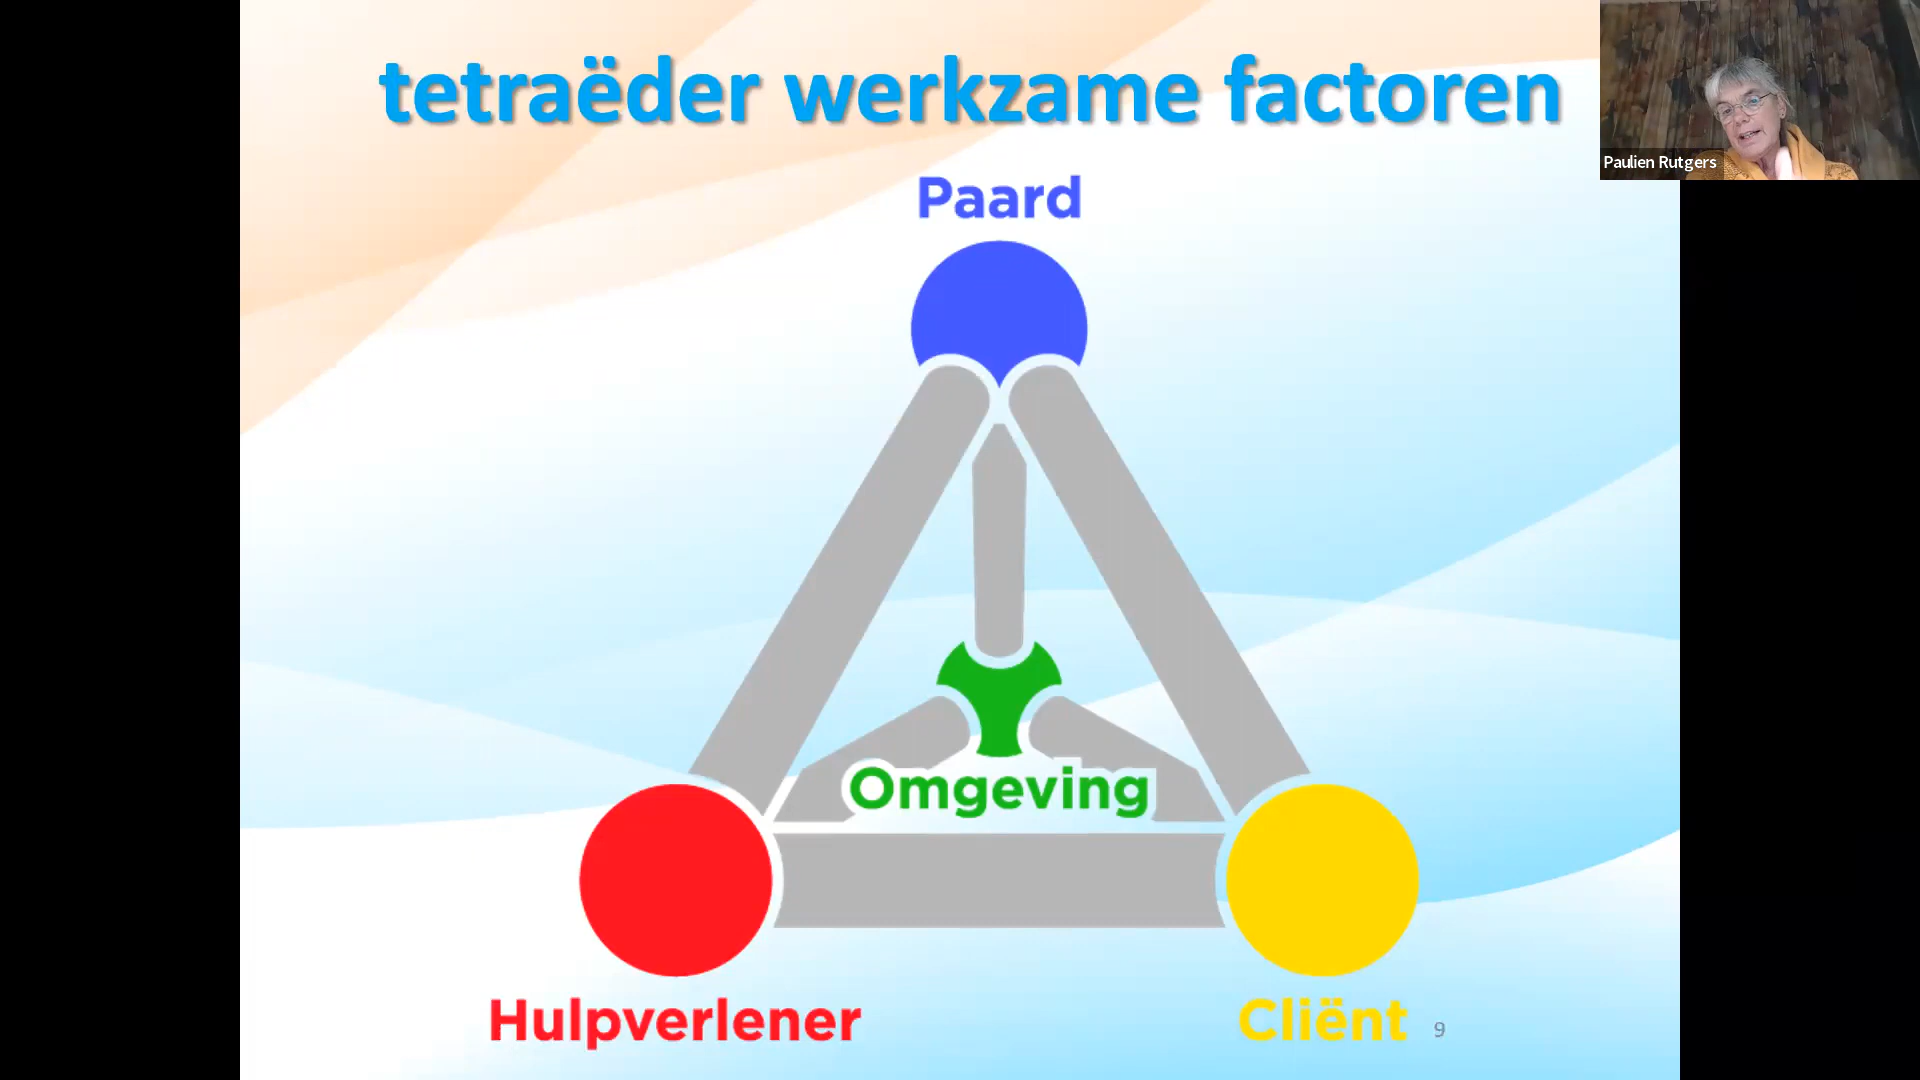 tetraëder werkzame factoren
Paulien Rutgers
Paard
Omgeving
Hulpverlener
Cliënt
9